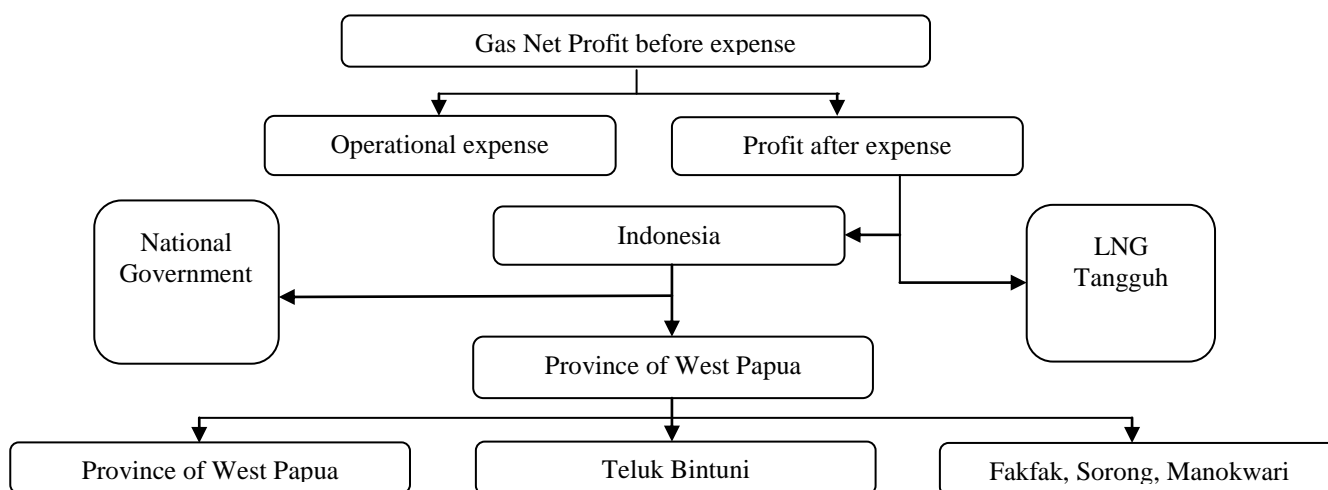 Gas Net Profit before expense
Operational expense
Profit after expense
National
Government
Indonesia
LNG
Tangguh
Province of West Papua
Province of West Papua
Teluk Bintuni
Fakfak, Sorong, Manokwari